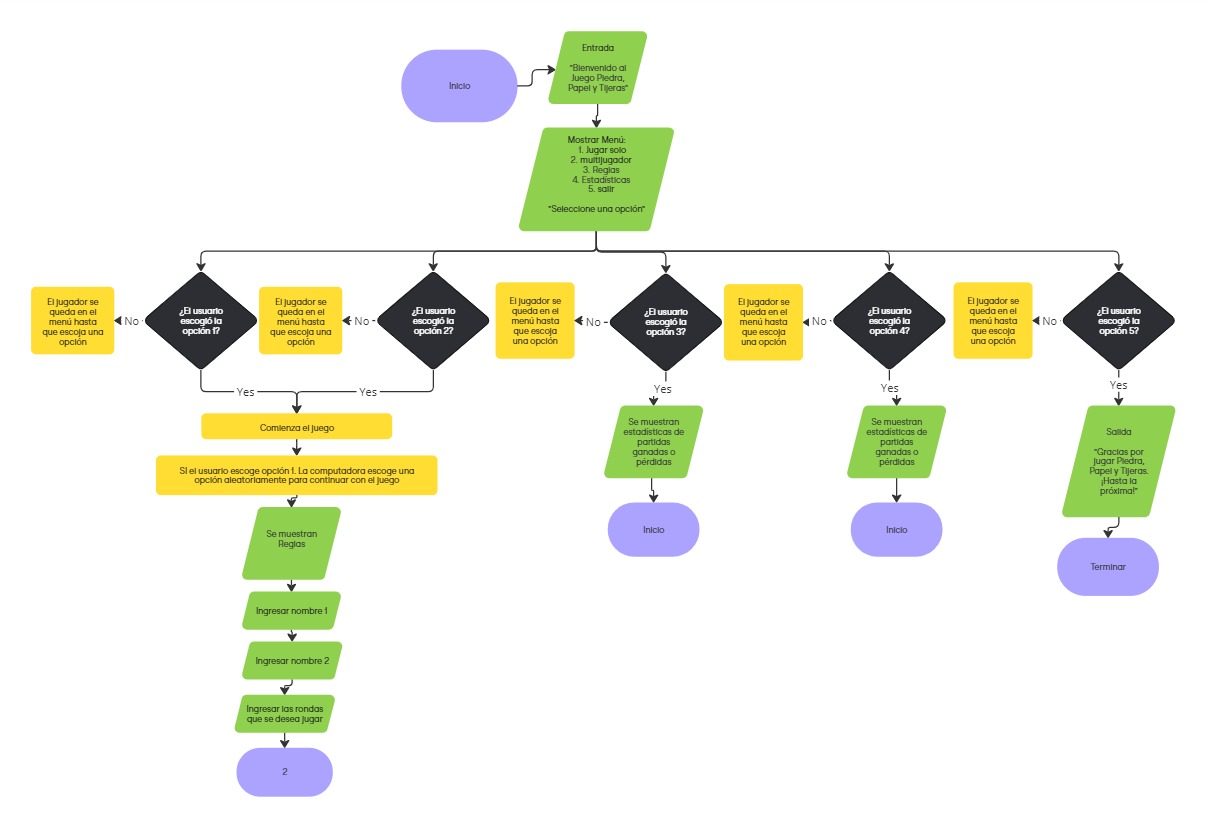 Inicio
Entrada
"Bienvenido al
Juego Piedra,
Papel y Tijeras"
Mostrar Menú:
1. Jugar solo
2. multijugador
3. Reglas
4. Estadísticas
5. salir
"Seleccione una opción"
El jugador se
queda en el
menú hasta
que escoja una
opción
No
¿El usuario
escogió la
opción 1?
El jugador se
queda en el
menú hasta
que escoja una
opción
No
¿El usuario
escogió la
opción 2?
El jugador se
queda en el
menú hasta
que escoja
una opción
No
¿El usuario
escogió la
opción 3?
El jugador se
queda en el
menú hasta
que escoja
una opción
No
¿El usuario
escogió la
opción 4?
El jugador se
queda en el
menú hasta
que escoja
una opción
No
¿El usuario
escogió la
opción 5?
Yes
Yes
Yes
Yes
Yes
Comienza el juego
SI el usuario escoge opción 1. La computadora escoge una
opción aleatoriamente para continuar con el juego
Se muestran
Reglas
Ingresar nombre 1
Ingresar nombre 2
Ingresar las rondas
que se desea jugar
2
Se muestran
estadísticas de
partidas
ganadas o
pérdidas
Inicio
Se muestran
estadísticas de
partidas
ganadas o
pérdidas
Inicio
Salida
"Gracias por
jugar Piedra,
Papel y Tijeras.
¡Hasta la
próxima!"
Terminar